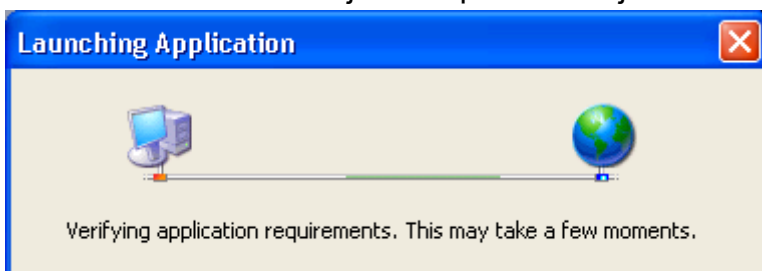 Launching Application
Verifying application requirements. This may take a few moments.